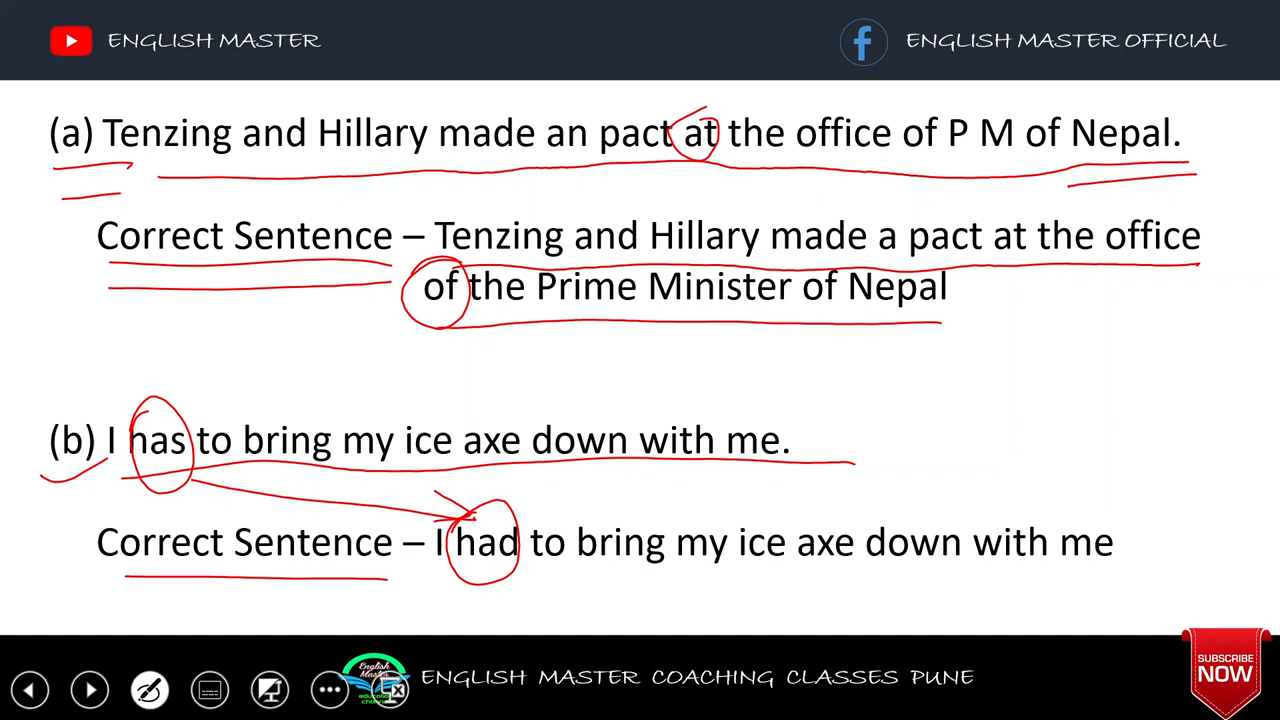 ENGLISH MASTER
ENGLISH MASTER OFFICIAL
(a) Tenzing and Hillary made an pact at the office of P M of Nepal.
Correct Sentence – Tenzing and Hillary made a pact at the office
of the Prime Minister of Nepal
(b) I has to bring my ice axe down with me.
Correct Sentence – I had to bring my ice axe down with me
English
Master
ENGLISH MASTER COACHING CLASSES PUNE
SUBSCRIBE
NOW